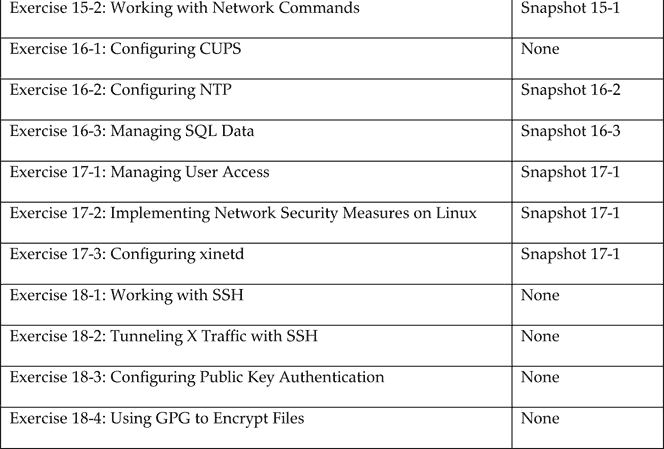 Exercise 15-2: Working with Network Commands Snapshot 15-1
Exercise 16-1: Configuring CUPS None
Exercise 16-2: Configuring NTP Snapshot 16-2
Exercise 16-3: Managing SQL Data Snapshot 16-3
Exercise 17-1: Managing User Access Snapshot 17-1
Exercise 17-2: Implementing Network Security Measures on Linux Snapshot 17-1
Exercise 17-3: Configuring xinetd Snapshot 17-1
Exercise 18-1: Working with SSH None
Exercise 18-2: Tunneling X Traffic with SSH None
Exercise 18-3: Configuring Public Key Authentication None
Exercise 18-4: Using GPG to Encrypt Files None